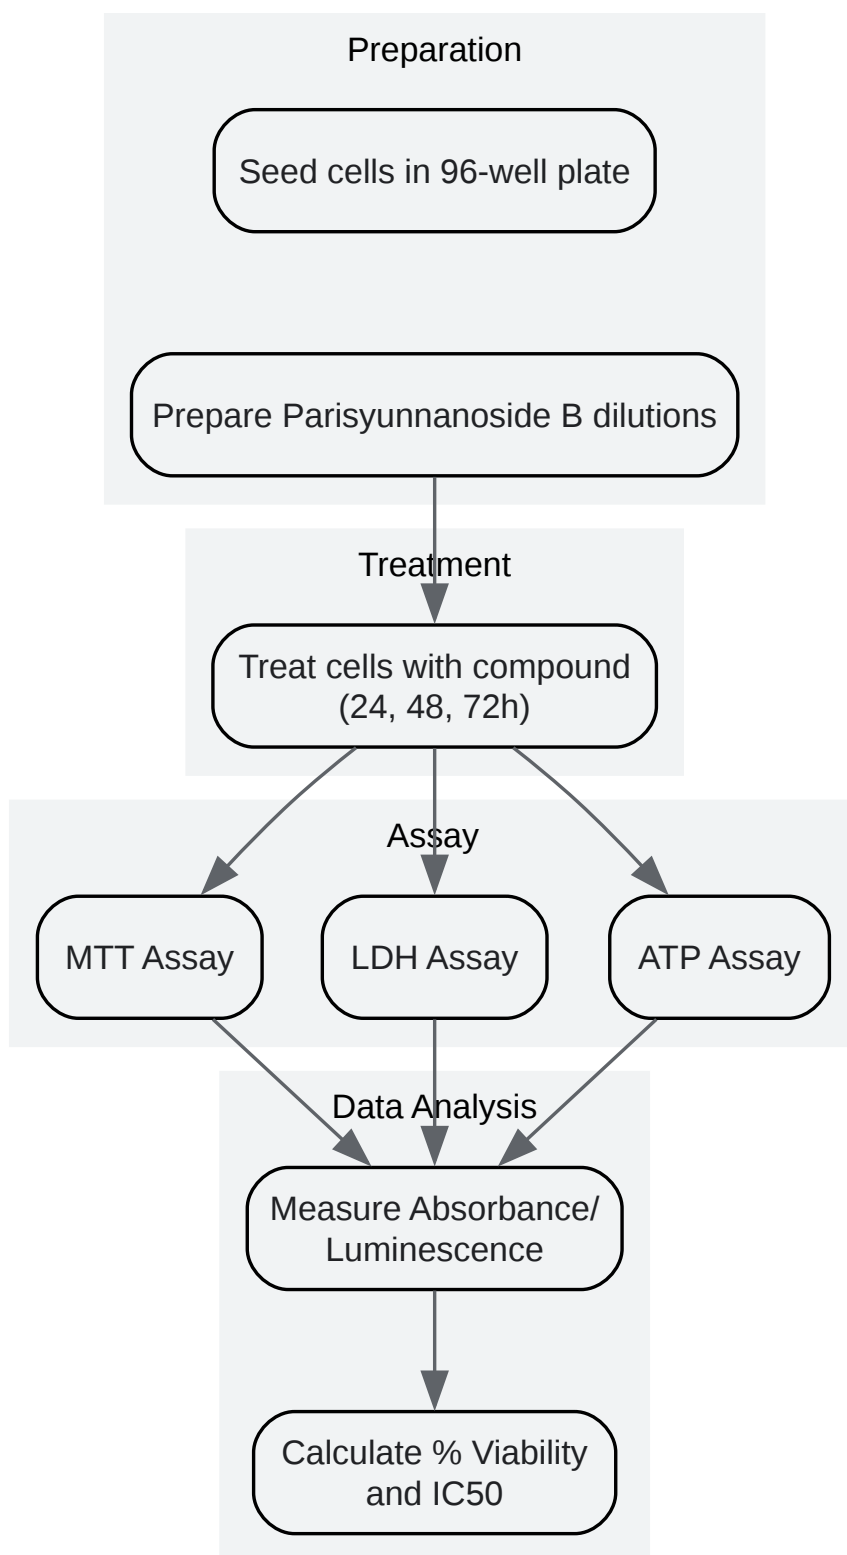 Preparation
Seed cells in 96-well plate
Prepare Parisyunnanoside B dilutions
Treatment
Treat cells with compound
(24, 48, 72h)
Assay
MTT Assay
LDH Assay
ATP Assay
Data Analysis
Measure Absorbance/
Luminescence
Calculate % Viability
and IC50